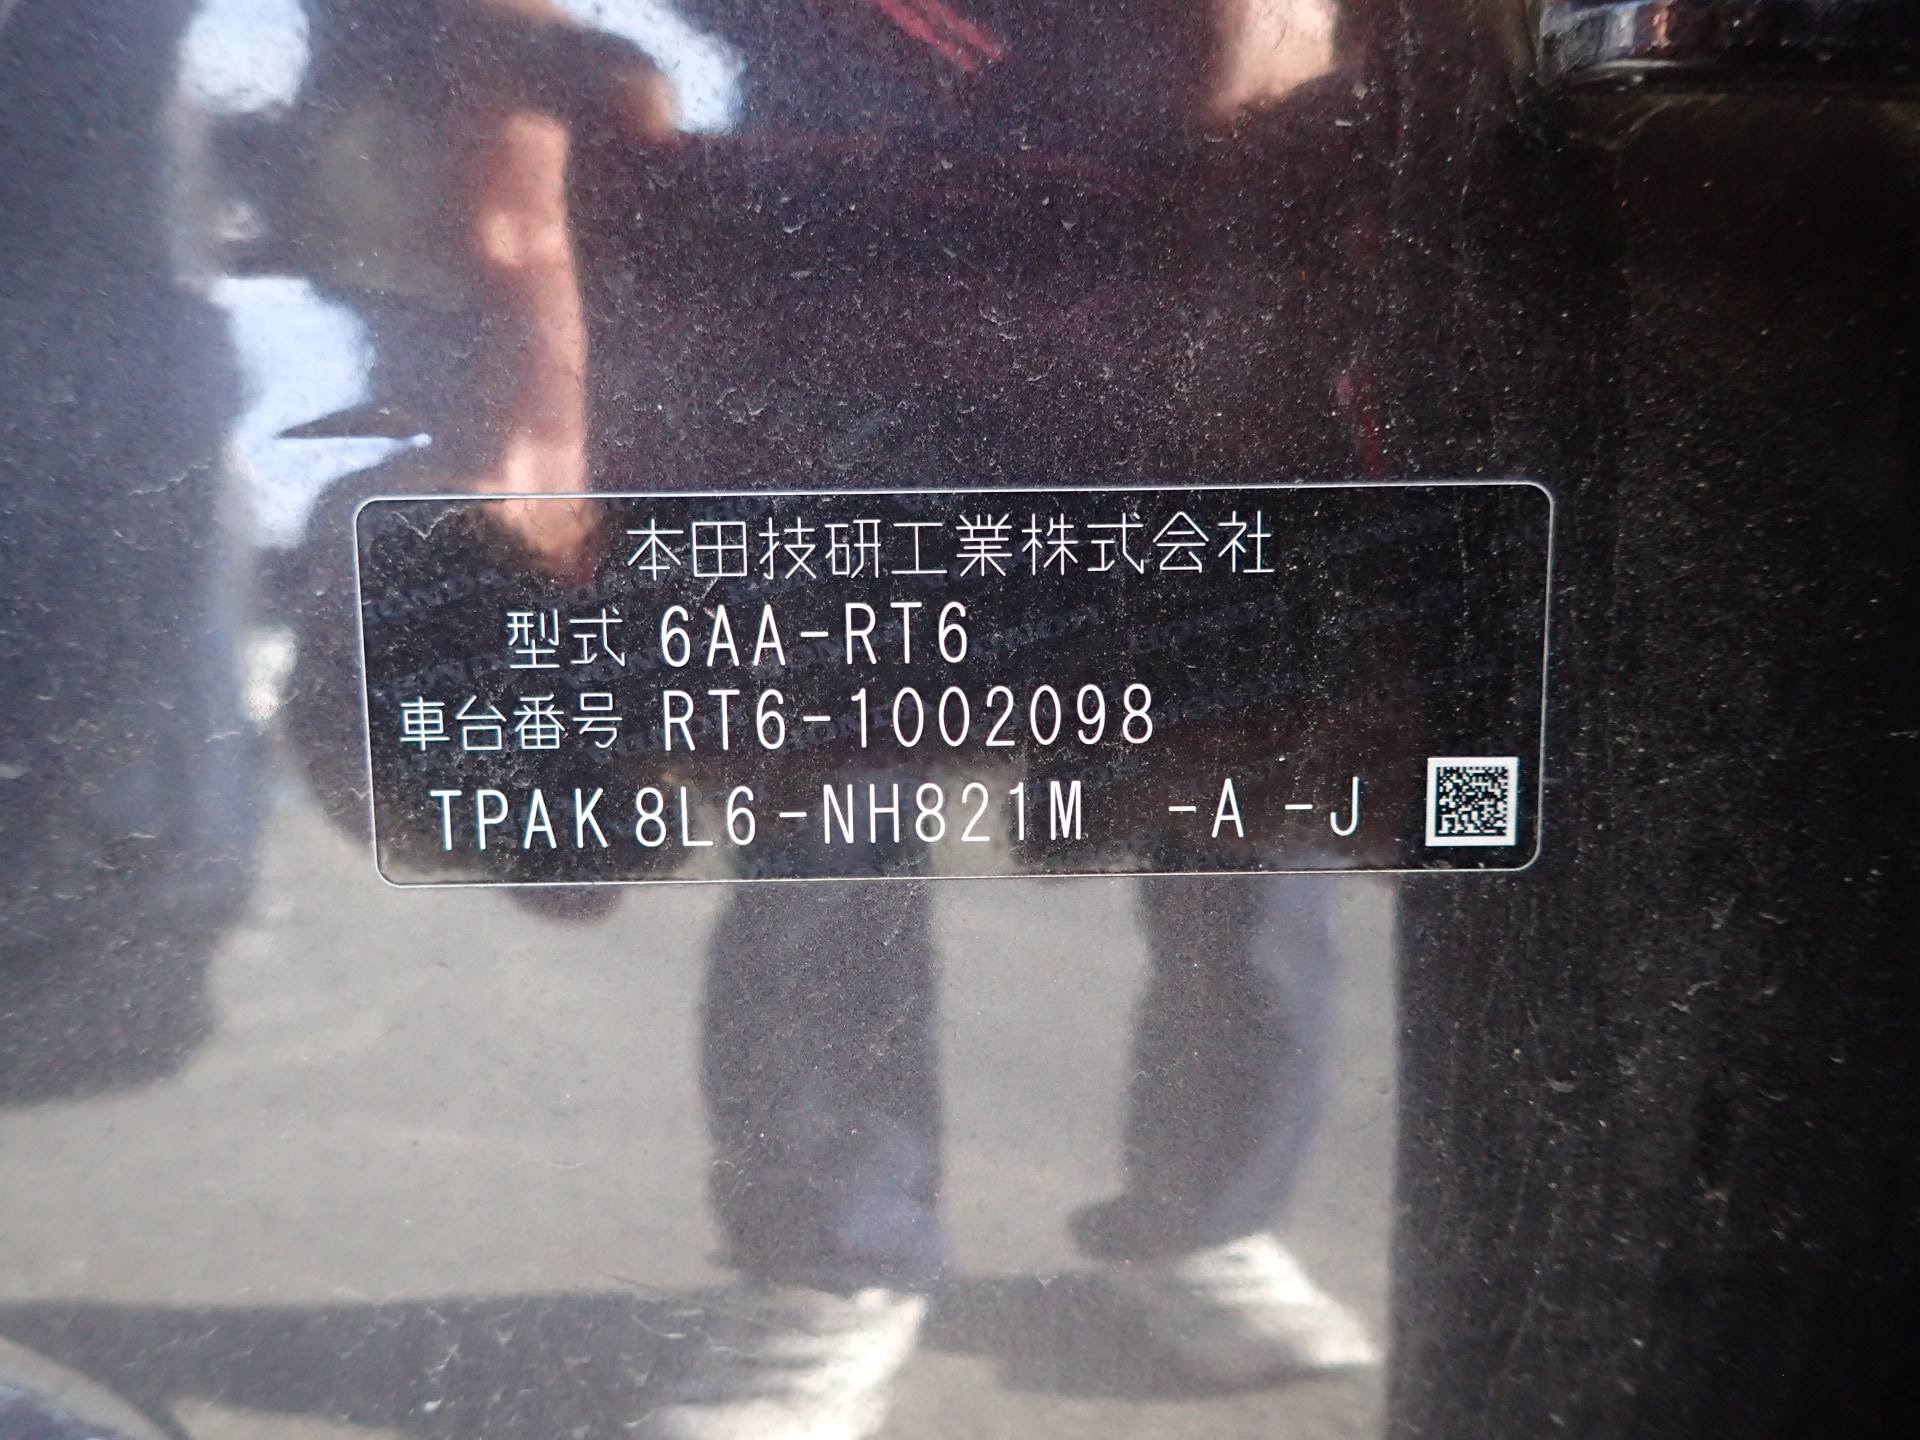 本田技研工業株式会社
型式 6AA-RT6
車台番号 RT6-1002098
TPAK8L6-NH821M -A -J